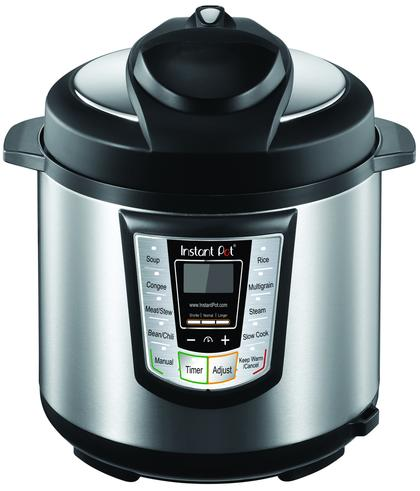 Instant Pot®
Soup
Rice
Congee
Multigrain
www.InstantPot.com
Meat/Stew
Steam
Shorter | Normal | Longer
Bean/Chili
Slow Cook
− +
Manual
Timer
Adjust
Keep Warm
/Cancel